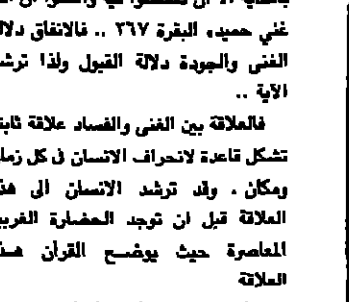 غني حميد» البقرة ٣٦٧ .. فالانفاق دلالة
الغنى والجودة دلالة القبول ولذا ترشد
الآية ..
فالعلاقة بين الغنى والفساد علاقة ثابتة
تشكل قاعدة لانحراف الانسان في كل زمان
ومكان . وقد ترشد الانسان الى هذه
العلاقة قبل ان توجد الحضارة الغربية
المعاصرة حيث يوضح القرآن هذه
العلاقة